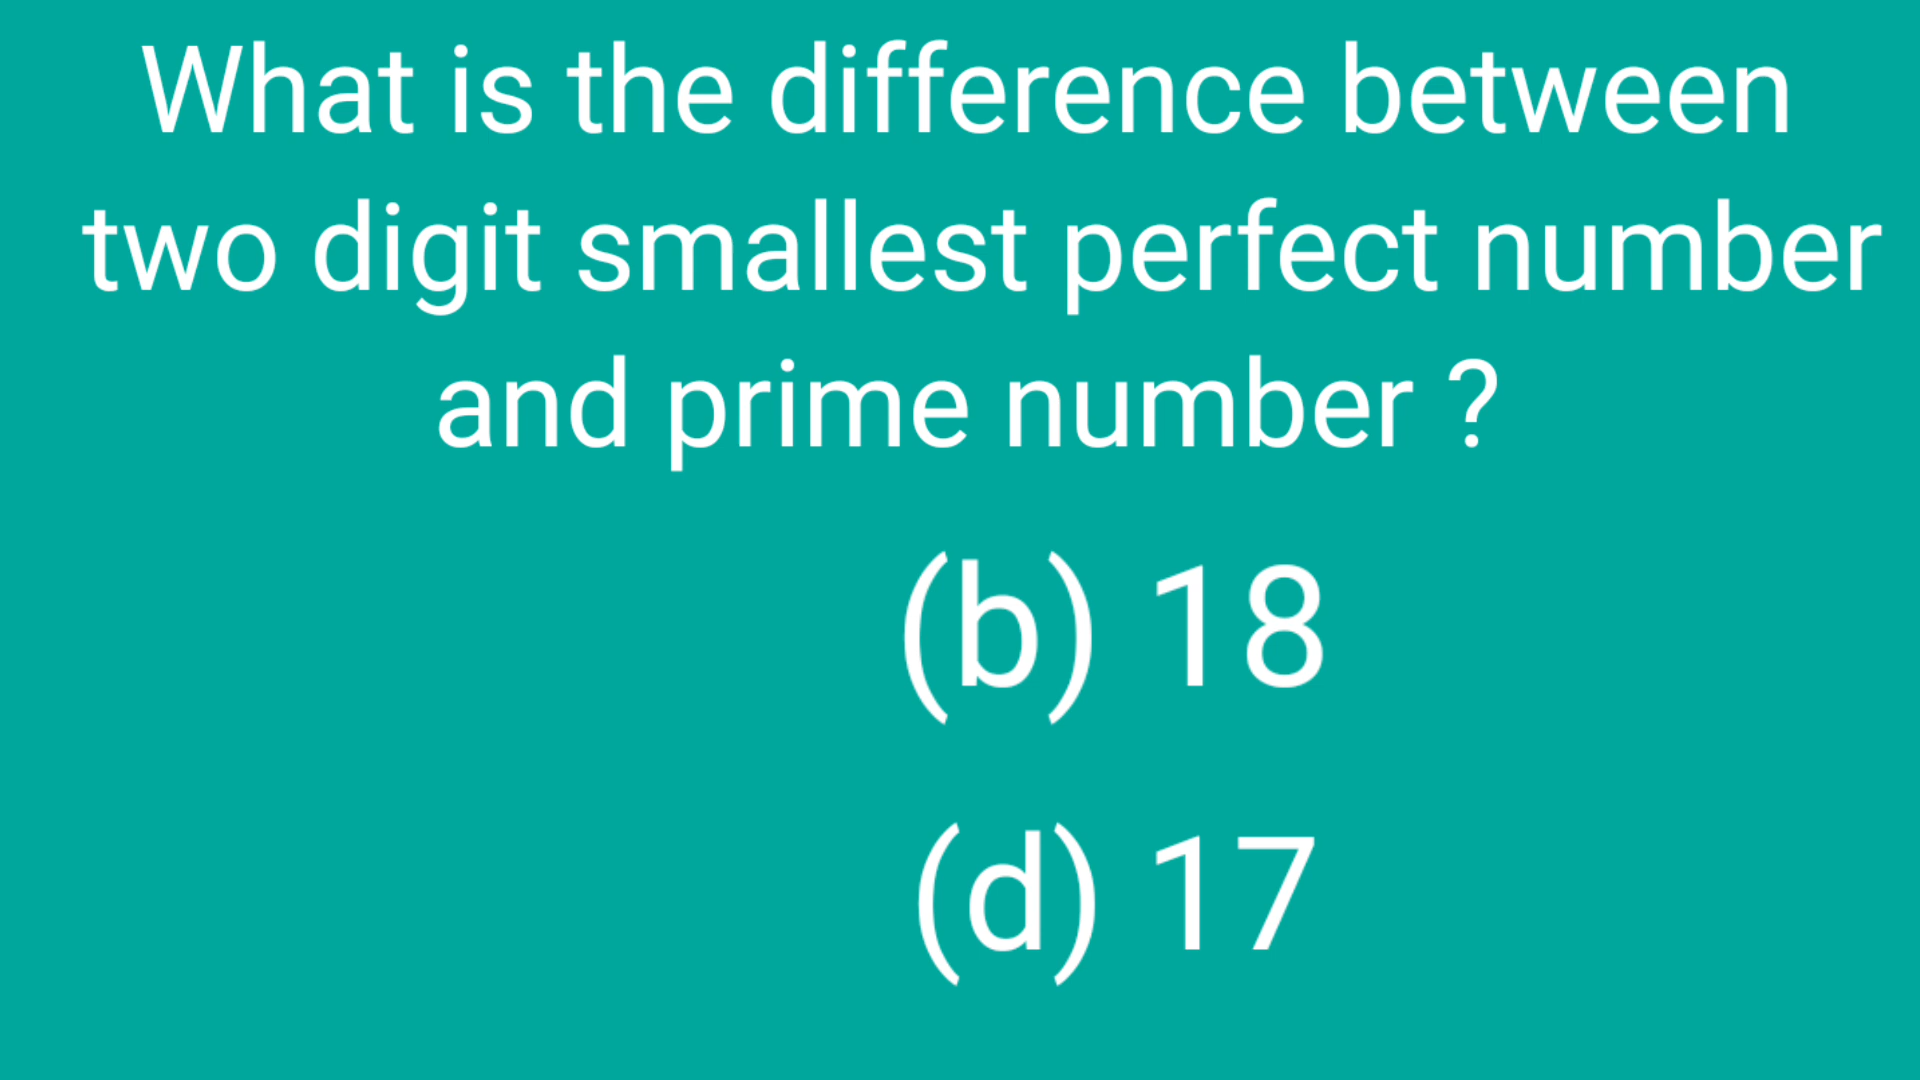 What is the difference between
two digit smallest perfect number
and prime number ?
(b) 18
(d) 17